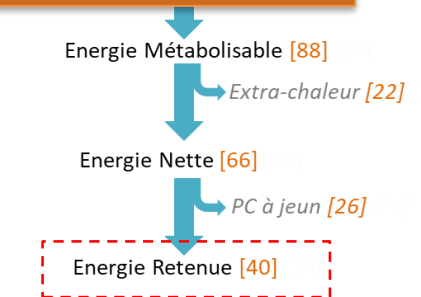 Energie Métabolisable [88]
Extra-chaleur [22]
Energie Nette [66]
PC à jeun [26]
Energie Retenue [40]